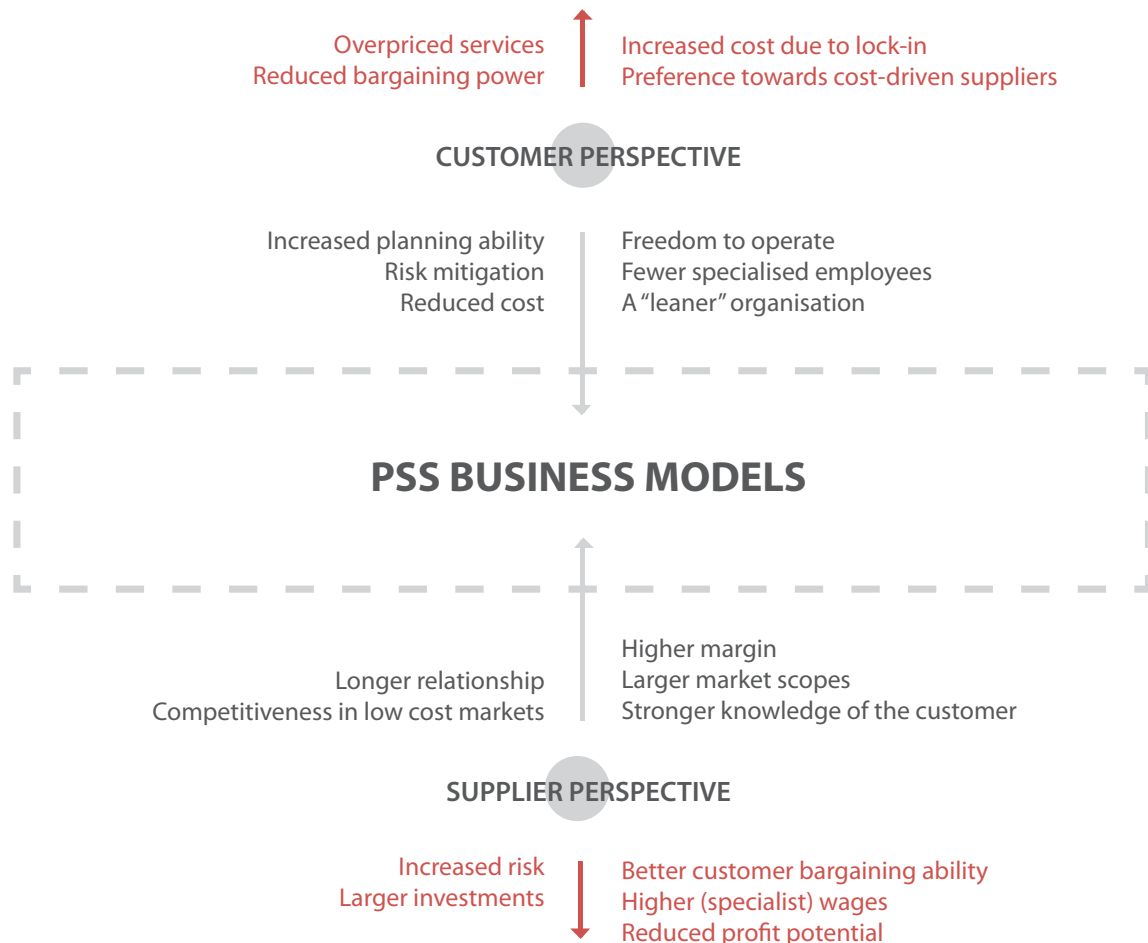 Overpriced services
Reduced bargaining power
Increased cost due to lock-in
Preference towards cost-driven suppliers
CUSTOMER PERSPECTIVE
Increased planning ability
Risk mitigation
Reduced cost
Freedom to operate
Fewer specialised employees
A “leaner” organisation
PSS BUSINESS MODELS
Longer relationship
Competitiveness in low cost markets
Higher margin
Larger market scopes
Stronger knowledge of the customer
SUPPLIER PERSPECTIVE
Increased risk
Larger investments
Better customer bargaining ability
Higher (specialist) wages
Reduced profit potential